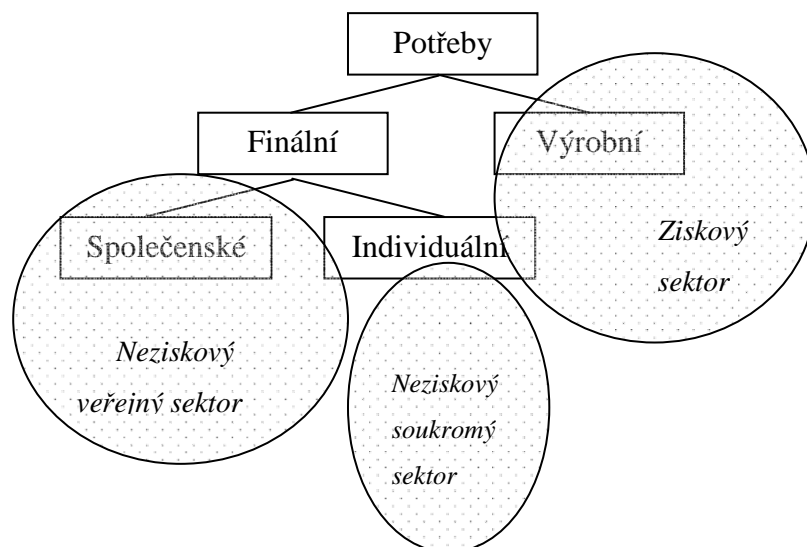 Potřeby
Finální
Výrobní
Společenské
Individuální
Ziskový
sektor
Neziskový
veřejný sektor
Neziskový
soukromý
sektor